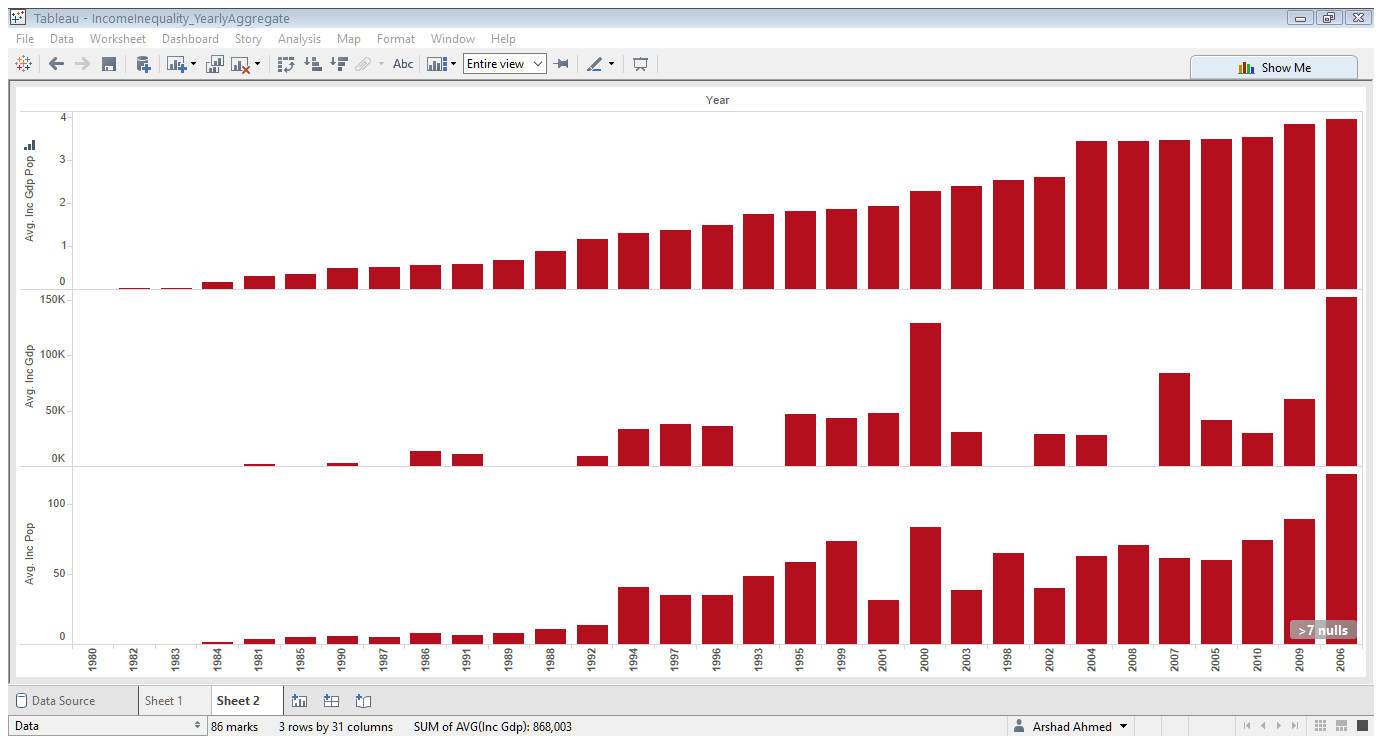 Tableau - IncomeInequality_YearlyAggregate
File Data Worksheet Dashboard Story Analysis Map Format Window Help
Abc Entire view Show Me
Year
Avg. Inc Gdp Pop
4
3
2
1
0
Avg. Inc Gdp
150K
100K
50K
0K
Avg. Inc Pop
100
50
0
>7 nulls
1980 1982 1983 1984 1981 1985 1990 1987 1986 1991 1989 1988 1992 1994 1997 1996 1993 1995 1999 2001 2000 2003 1998 2002 2004 2008 2007 2005 2010 2009 2006
Data Source Sheet 1 Sheet 2
Data 86 marks 3 rows by 31 columns SUM of AVG(Inc Gdp): 868,003 Arshad Ahmed